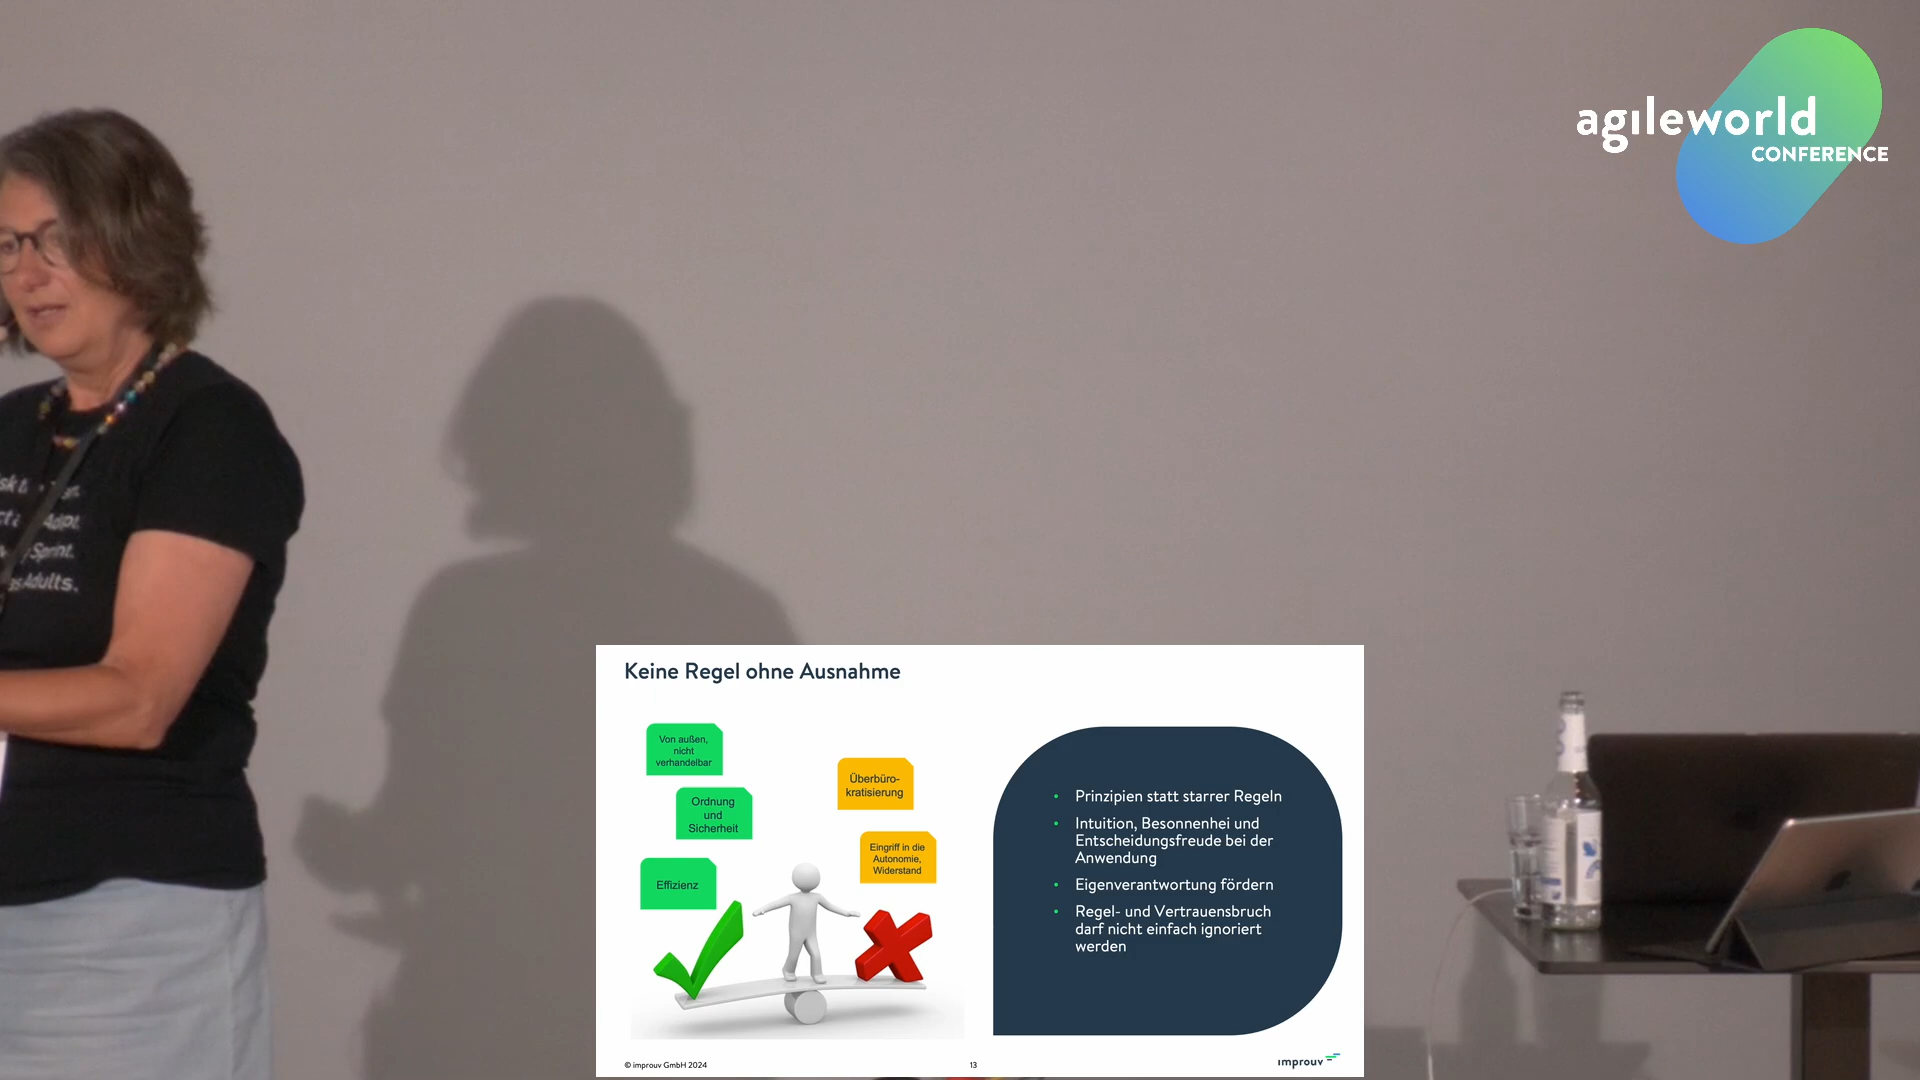 agileworld
CONFERENCE
Adopt.
Sprint.
as Adults.
Keine Regel ohne Ausnahme
Von außen,
nicht
verhandelbar
Ordnung
und
Sicherheit
Effizienz
Überbüro-
kratisierung
Eingriff in die
Autonomie,
Widerstand
• Prinzipien statt starrer Regeln
• Intuition, Besonnenhei und
Entscheidungsfreude bei der
Anwendung
• Eigenverantwortung fördern
• Regel- und Vertrauensbruch
darf nicht einfach ignoriert
werden
© improuv GmbH 2024
13
improuv